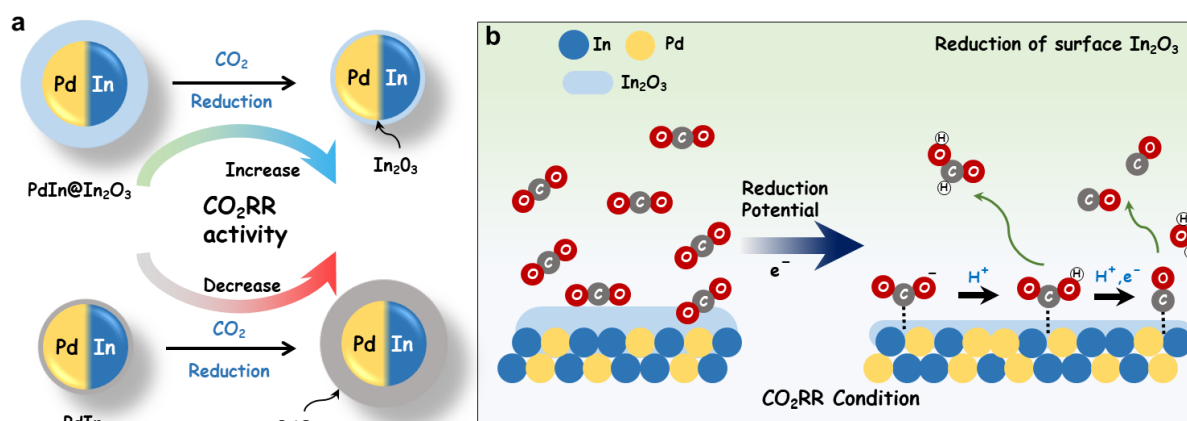 a
Pd In
CO₂
Reduction
Pd In
In₂O₃
PdIn@In₂O₃
Increase
CO₂RR
activity
Decrease
Pd In
CO₂
Reduction
Pd In
PdIn
b
In Pd
In₂O₃
Reduction of surface In₂O₃
O C O
O C O
O C O
O C O
O C O
O C O
O C O
Reduction
Potential
e⁻
H
O C O
H
C O
C O
H
O
O C O⁻
H⁺
O C O H
H⁺,e⁻
O
C
CO₂RR Condition